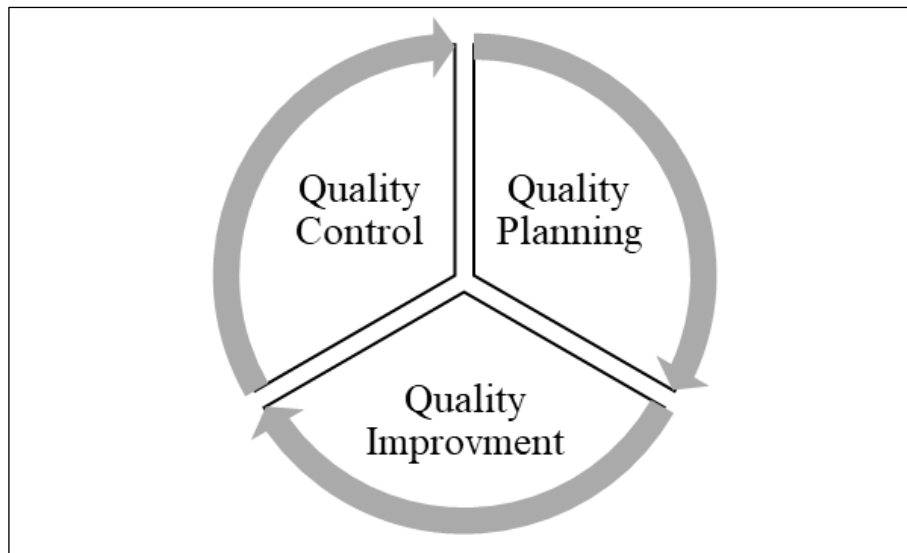 Quality
Control
Quality
Planning
Quality
Improvment